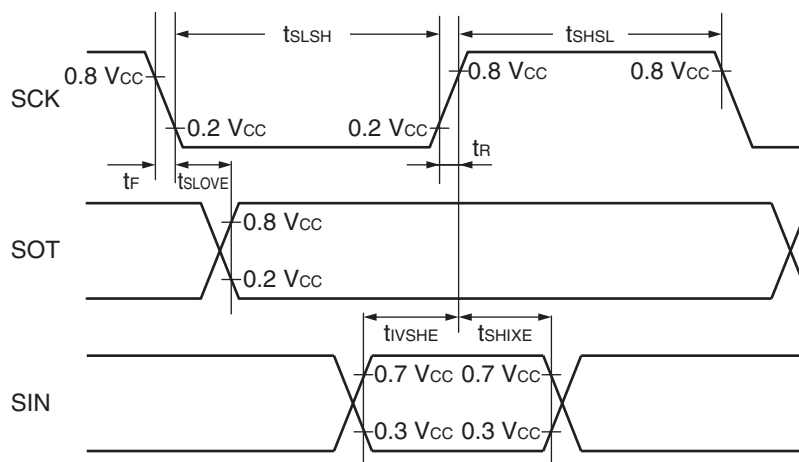 tSLSH tSHSL
0.8 VCC 0.8 VCC 0.8 VCC
SCK
0.2 VCC 0.2 VCC
tF tSLOVE tR
0.8 VCC
SOT
0.2 VCC
tIVSHE tSHIXE
0.7 VCC 0.7 VCC
SIN
0.3 VCC 0.3 VCC